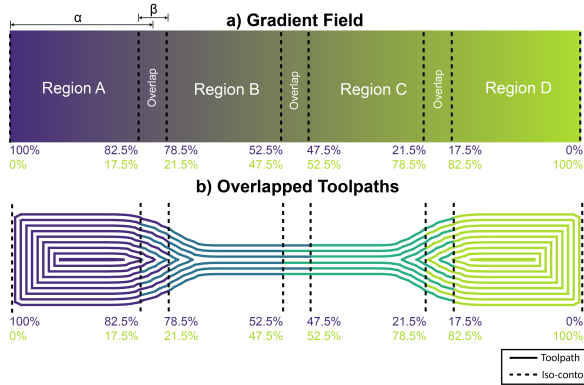 α
β
a) Gradient Field
Region A
Overlap
Region B
Overlap
Region C
Overlap
Region D
100% 82.5% 78.5% 52.5% 47.5% 21.5% 17.5% 0%
0% 17.5% 21.5% 47.5% 52.5% 78.5% 82.5% 100%
b) Overlapped Toolpaths
100% 82.5% 78.5% 52.5% 47.5% 21.5% 17.5% 0%
0% 17.5% 21.5% 47.5% 52.5% 78.5% 82.5% 100%
Toolpath
Iso-conto